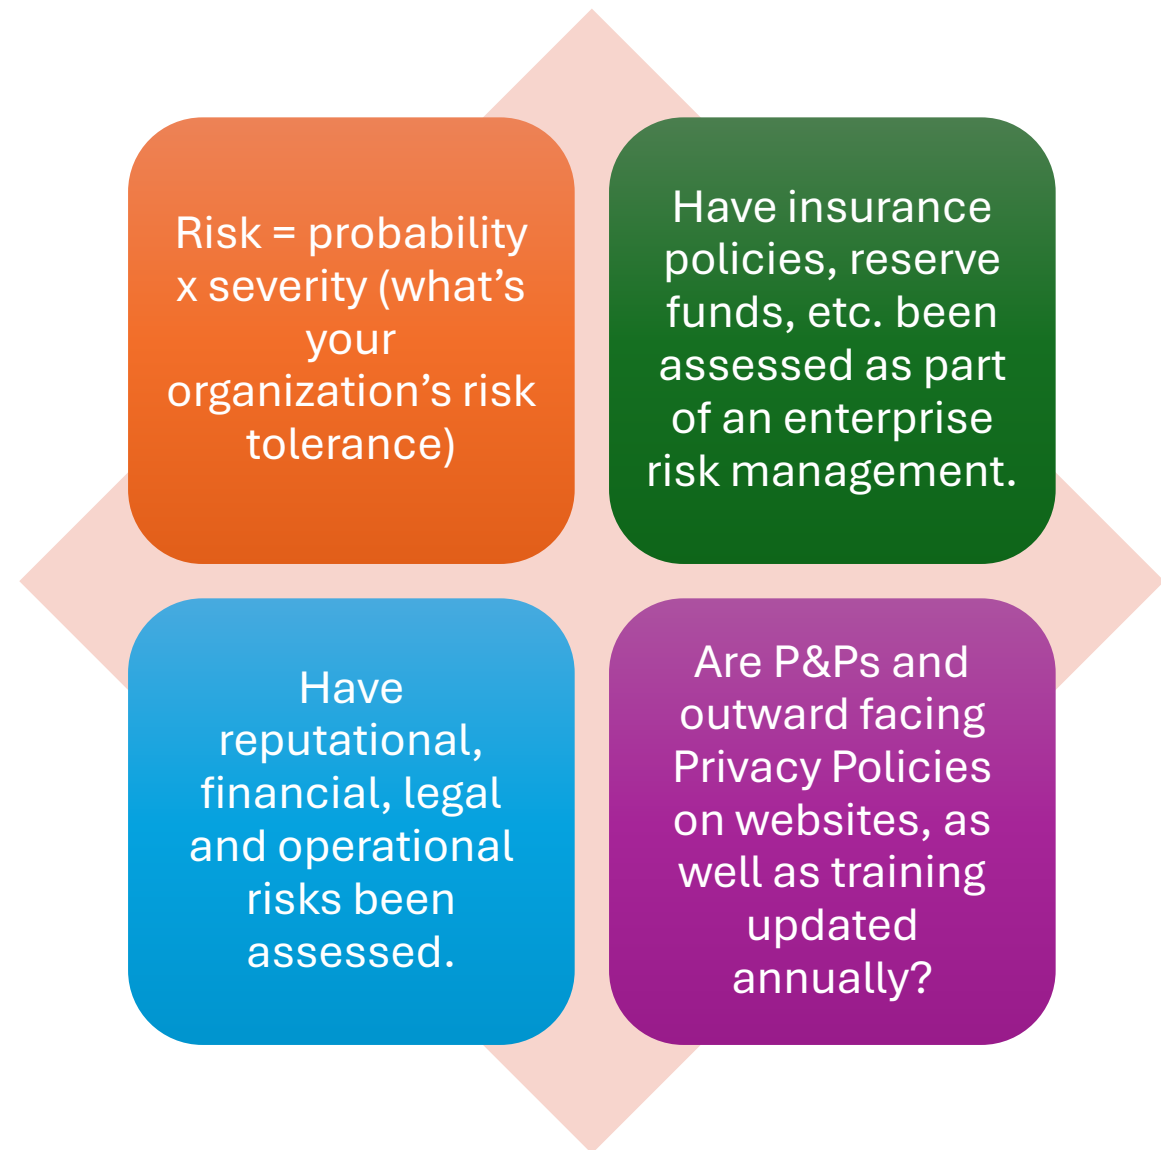 Risk = probability
x severity (what’s
your
organization’s risk
tolerance)
Have insurance
policies, reserve
funds, etc. been
assessed as part
of an enterprise
risk management.
Have
reputational,
financial, legal
and operational
risks been
assessed.
Are P&Ps and
outward facing
Privacy Policies
on websites, as
well as training
updated
annually?